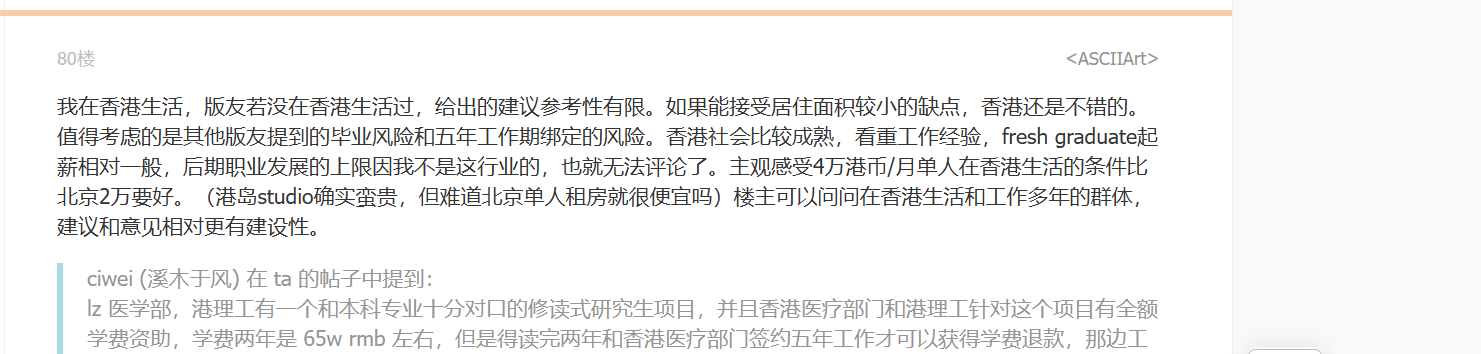 80楼
<ASCIIArt>
我在香港生活，版友若没在香港生活过，给出的建议参考性有限。如果能接受居住面积较小的缺点，香港还是不错的。
值得考虑的是其他版友提到的毕业风险和五年工作期绑定的风险。香港社会比较成熟，看重工作经验，fresh graduate起
薪相对一般，后期职业发展的上限因我不是这行业的，也就无法评论了。主观感受4万港币/月单人在香港生活的条件比
北京2万要好。（港岛studio确实蛮贵，但难道北京单人租房就很便宜吗）楼主可以问问在香港生活和工作多年的群体，
建议和意见相对更有建设性。
ciwei (溪木于风) 在 ta 的帖子中提到：
lz 医学部，港理工有一个和本科专业十分对口的修读式研究生项目，并且香港医疗部门和港理工针对这个项目有全额
学费资助，学费两年是 65w rmb 左右，但是得读完两年和香港医疗部门签约五年工作才可以获得学费退款，那边工